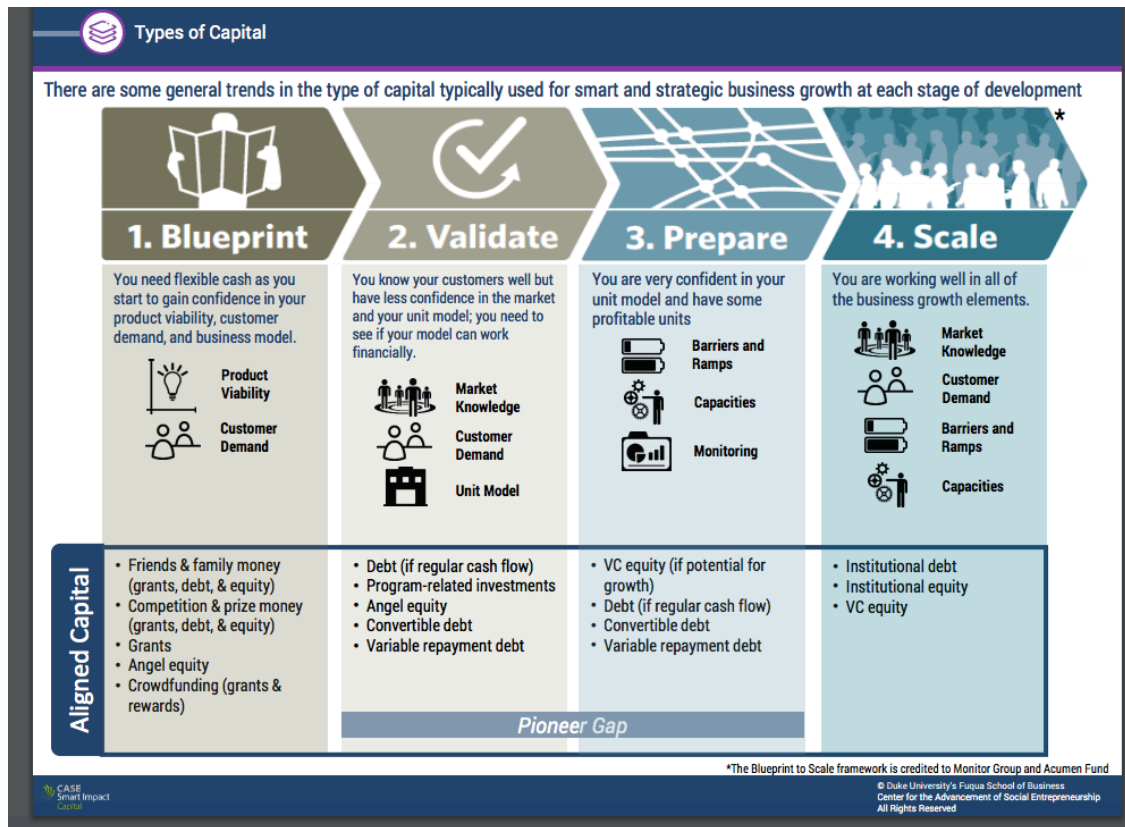 Types of Capital
There are some general trends in the type of capital typically used for smart and strategic business growth at each stage of development
*
1. Blueprint
2. Validate
3. Prepare
4. Scale
You need flexible cash as you
start to gain confidence in your
product viability, customer
demand, and business model.
Product
Viability
Customer
Demand
You know your customers well but
have less confidence in the market
and your unit model; you need to
see if your model can work
financially.
Market
Knowledge
Customer
Demand
Unit Model
You are very confident in your
unit model and have some
profitable units
Barriers and
Ramps
Capacities
Monitoring
You are working well in all of
the business growth elements.
Market
Knowledge
Customer
Demand
Barriers and
Ramps
Capacities
Aligned Capital
• Friends & family money
(grants, debt, & equity)
• Competition & prize money
(grants, debt, & equity)
• Grants
• Angel equity
• Crowdfunding (grants &
rewards)
• Debt (if regular cash flow)
• Program-related investments
• Angel equity
• Convertible debt
• Variable repayment debt
• VC equity (if potential for
growth)
• Debt (if regular cash flow)
• Convertible debt
• Variable repayment debt
• Institutional debt
• Institutional equity
• VC equity
Pioneer Gap
*The Blueprint to Scale framework is credited to Monitor Group and Acumen Fund
CASE
Smart Impact
Capital
© Duke University's Fuqua School of Business
Center for the Advancement of Social Entrepreneurship
All Rights Reserved